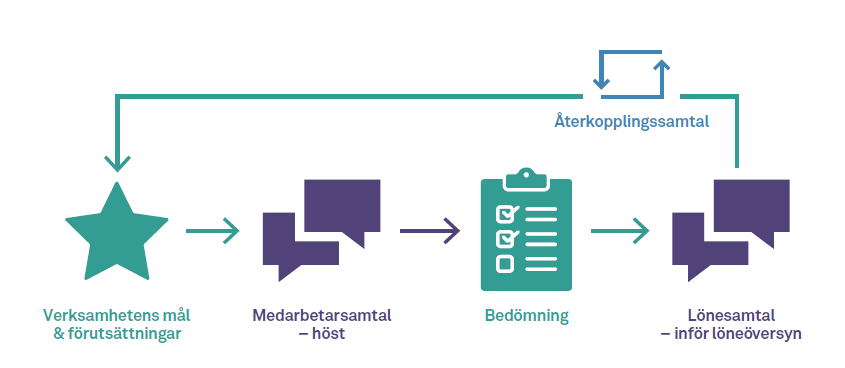 Återkopplingssamtal
Verksamhetens mål
& förutsättningar
Medarbetarsamtal
– höst
Bedömning
Lönesamtal
– inför löneöversyn